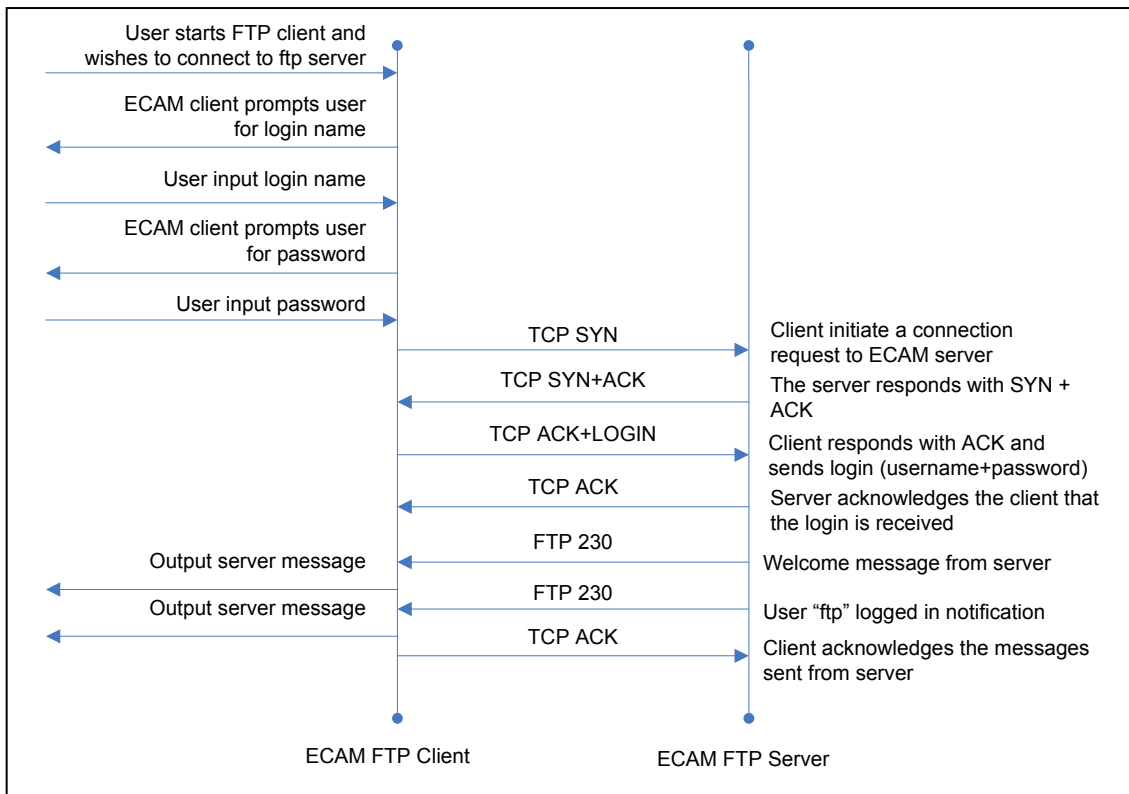 User starts FTP client and
wishes to connect to ftp server
ECAM client prompts user
for login name
User input login name
ECAM client prompts user
for password
User input password
TCP SYN
Client initiate a connection
request to ECAM server
TCP SYN+ACK
The server responds with SYN +
ACK
TCP ACK+LOGIN
Client responds with ACK and
sends login (username+password)
TCP ACK
Server acknowledges the client that
the login is received
FTP 230
Welcome message from server
Output server message
FTP 230
User “ftp” logged in notification
Output server message
TCP ACK
Client acknowledges the messages
sent from server
ECAM FTP Client
ECAM FTP Server